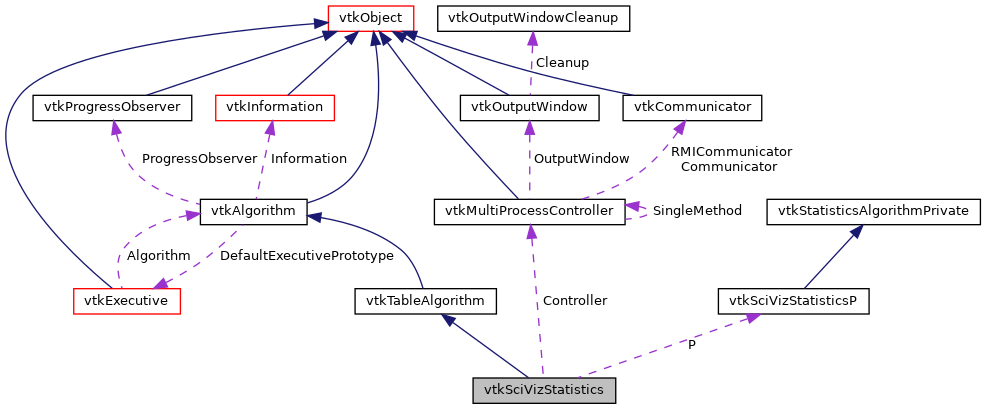 vtkObject
vtkOutputWindowCleanup
Cleanup
vtkProgressObserver
vtkInformation
vtkOutputWindow
vtkCommunicator
ProgressObserver
Information
OutputWindow
RMICommunicator
Communicator
vtkAlgorithm
vtkMultiProcessController
SingleMethod
vtkStatisticsAlgorithmPrivate
Algorithm
DefaultExecutivePrototype
vtkExecutive
vtkTableAlgorithm
Controller
vtkSciVizStatisticsP
P
vtkSciVizStatistics